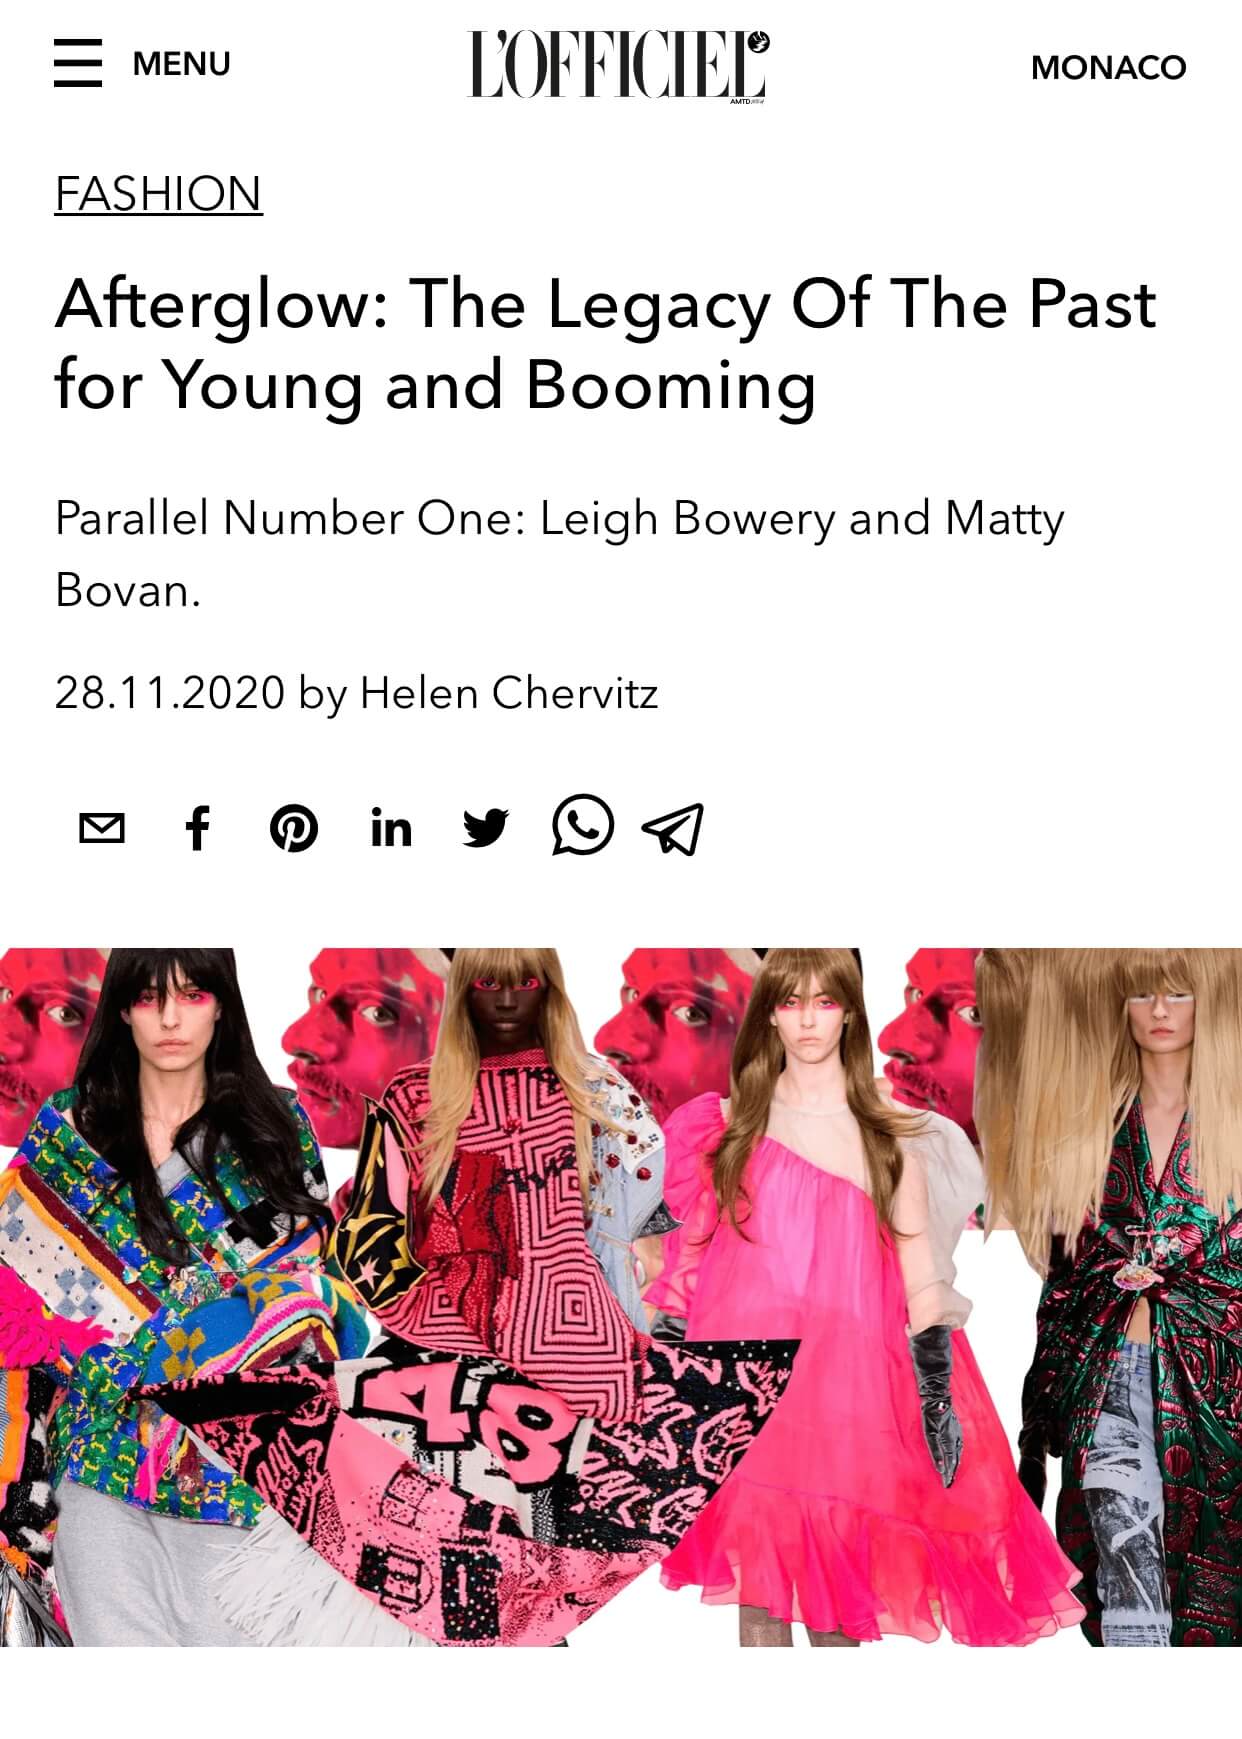 MENU
L'OFFICIEL
AMTD
MONACO
FASHION
Afterglow: The Legacy Of The Past
for Young and Booming
Parallel Number One: Leigh Bowery and Matty
Bovan.
28.11.2020 by Helen Chervitz
48